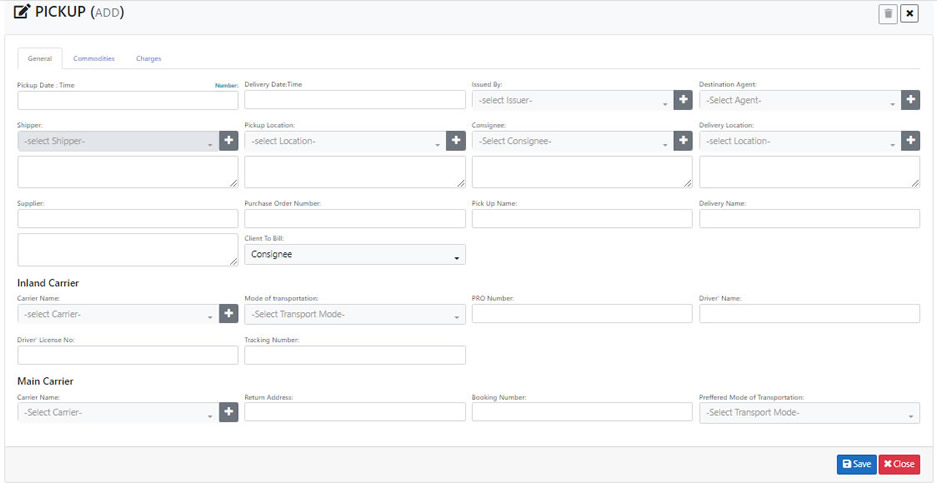 PICKUP (ADD)
General Commodities Charges
Pickup Date : Time Number: Delivery Date:Time Issued By: Destination Agent:
-select Issuer- -Select Agent-
Shipper: Pickup Location: Consignee: Delivery Location:
-select Shipper- -select Location- -Select Consignee- -select Location-
Supplier: Purchase Order Number: Pick Up Name: Delivery Name:
Client To Bill:
Consignee
Inland Carrier
Carrier Name: Mode of transportation: PRO Number: Driver' Name:
-select Carrier- -Select Transport Mode-
Driver' License No: Tracking Number:
Main Carrier
Carrier Name: Return Address: Booking Number: Preffered Mode of Transportation:
-Select Carrier- -Select Transport Mode-
Save Close